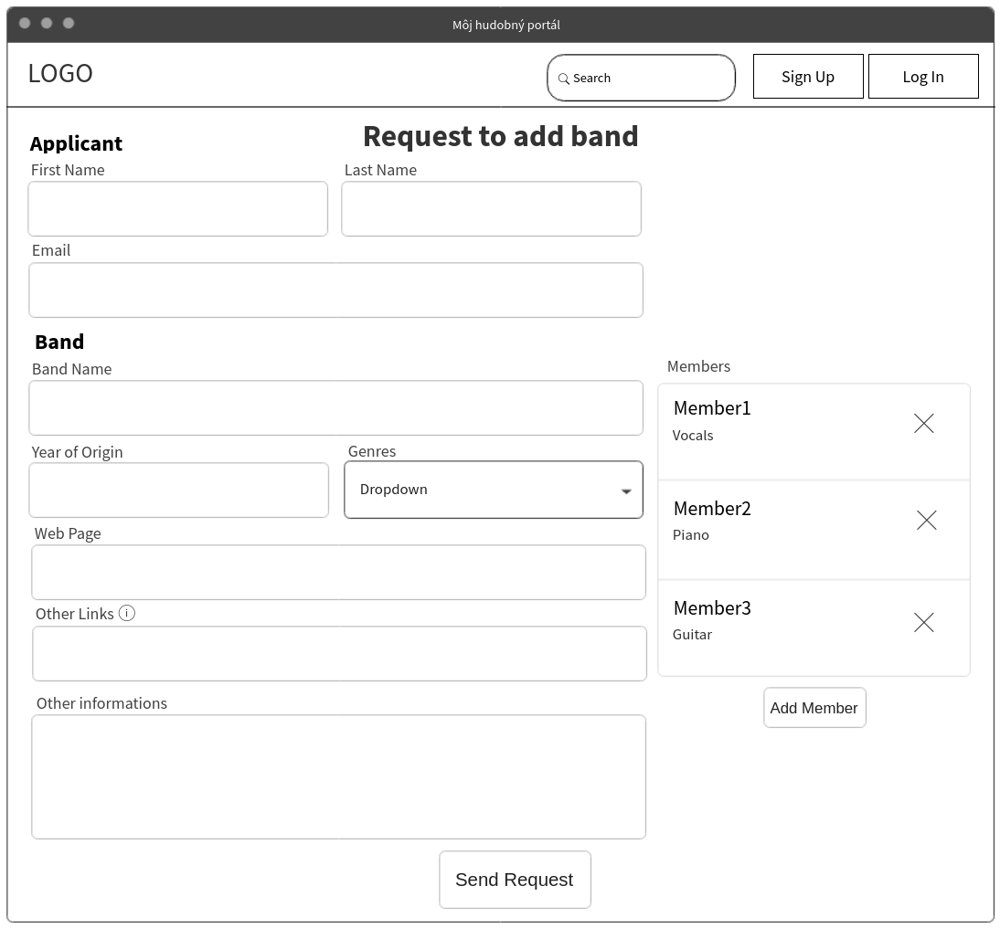 Môj hudobný portál
LOGO
Search
Sign Up
Log In
Request to add band
Applicant
First Name
Last Name
Email
Band
Band Name
Year of Origin
Genres
Dropdown
Web Page
Other Links i
Other informations
Members
Member1
Vocals
Member2
Piano
Member3
Guitar
Add Member
Send Request